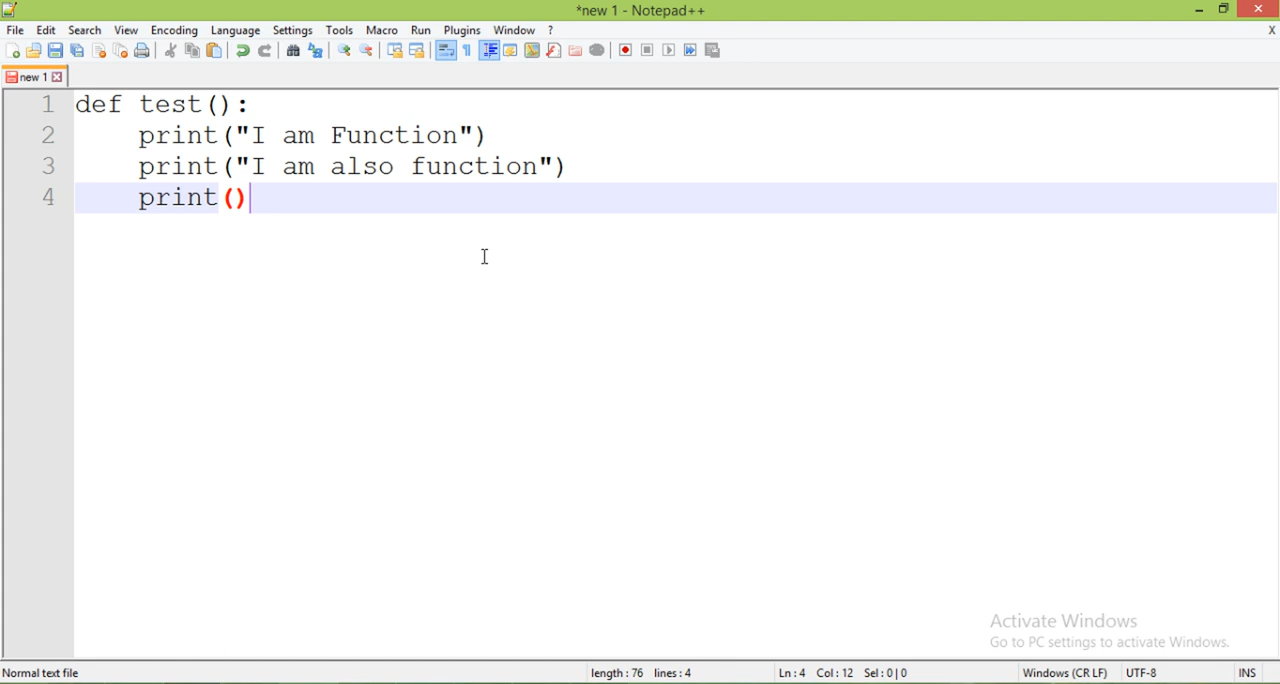 *new 1 - Notepad++
File Edit Search View Encoding Language Settings Tools Macro Run Plugins Window ? X
new 1
1 def test():
2 print("I am Function")
3 print("I am also function")
4 print()
Activate Windows
Go to PC settings to activate Windows.
Normal text file length : 76 lines : 4 Ln : 4 Col : 12 Sel : 0 | 0 Windows (CR LF) UTF-8 INS